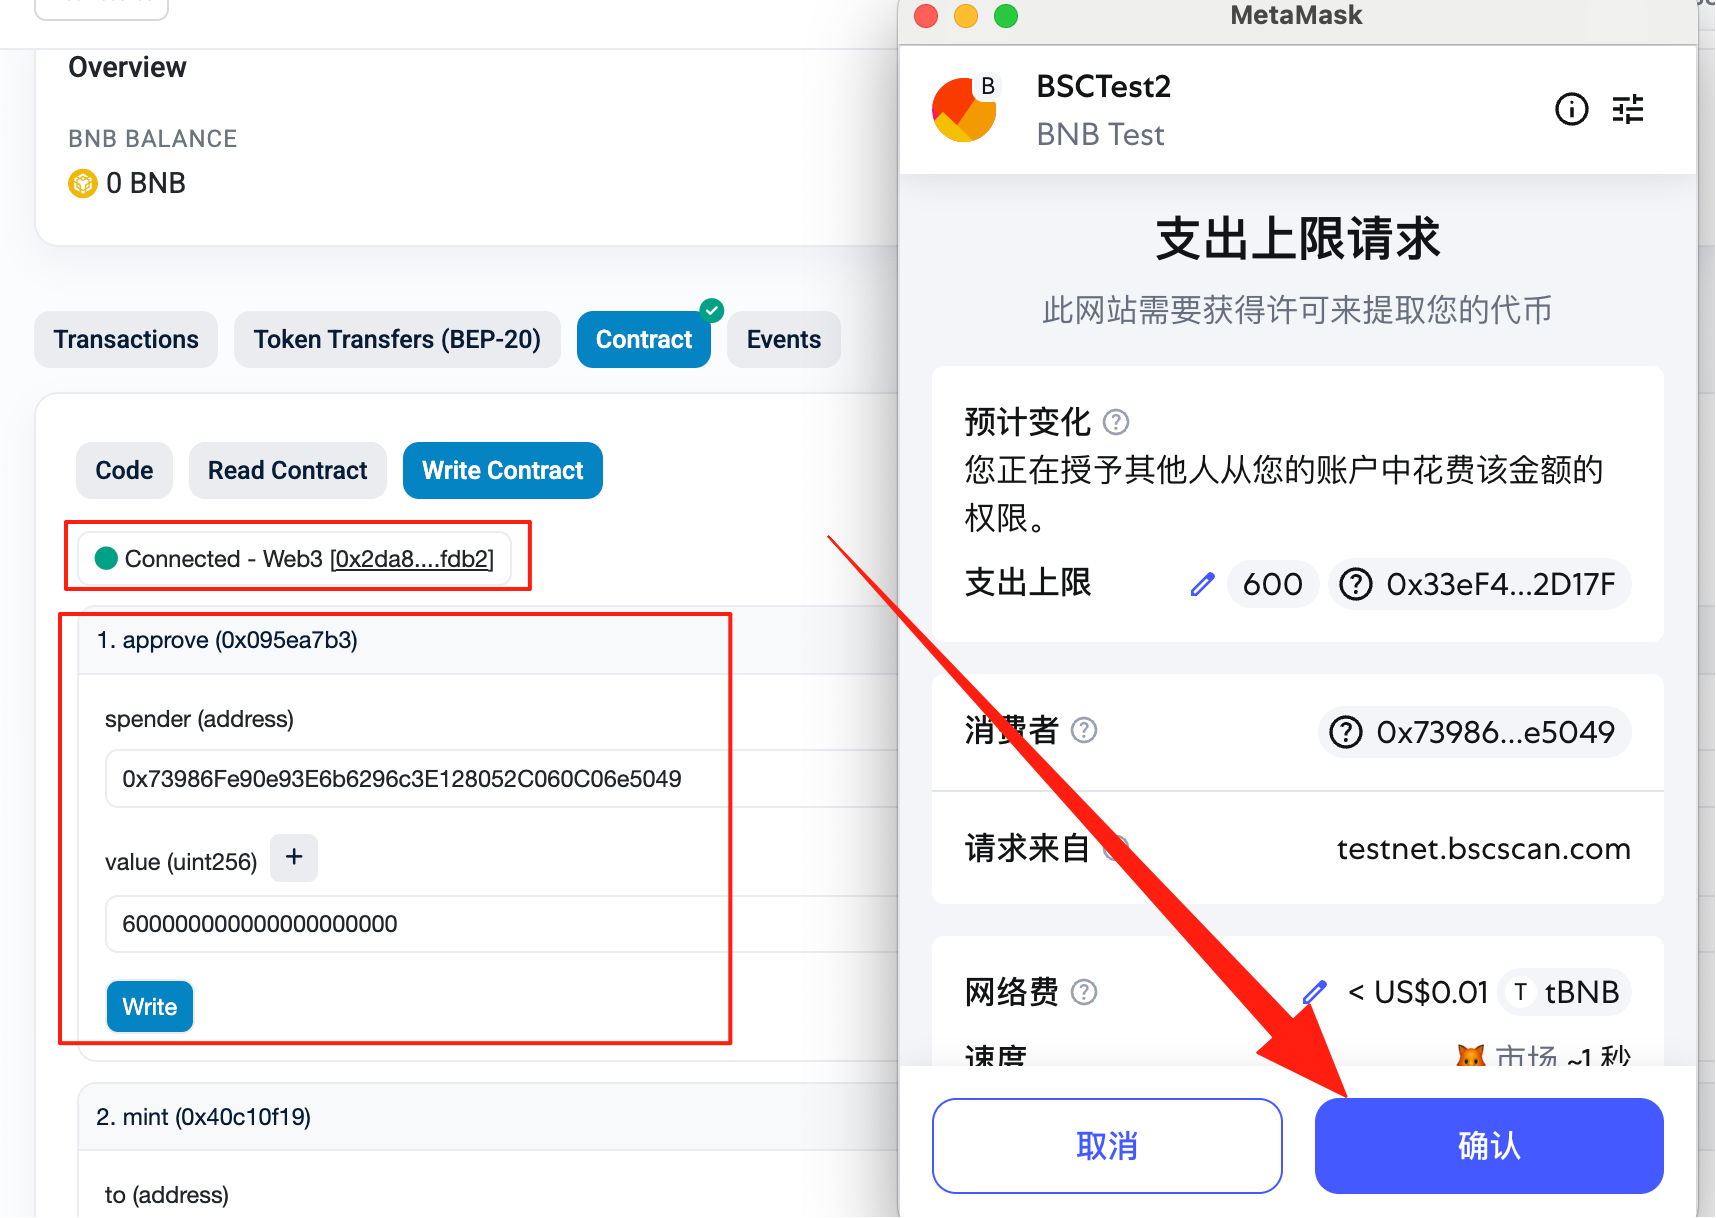 Overview
BNB BALANCE
0 BNB
Transactions
Token Transfers (BEP-20)
Contract
Events
Code
Read Contract
Write Contract
Connected - Web3 [0x2da8....fdb2]
1. approve (0x095ea7b3)
spender (address)
0x73986Fe90e93E6b6296c3E128052C060C06e5049
value (uint256)
+
600000000000000000000
Write
2. mint (0x40c10f19)
to (address)
MetaMask
B
BSCTest2
BNB Test
支出上限请求
此网站需要获得许可来提取您的代币
预计变化
您正在授予其他人从您的账户中花费该金额的
权限。
支出上限 600 0x33eF4...2D17F
消费者 0x73986...e5049
请求来自 testnet.bscscan.com
网络费 < US$0.01 T tBNB
速度 市场 ~1 秒
取消
确认